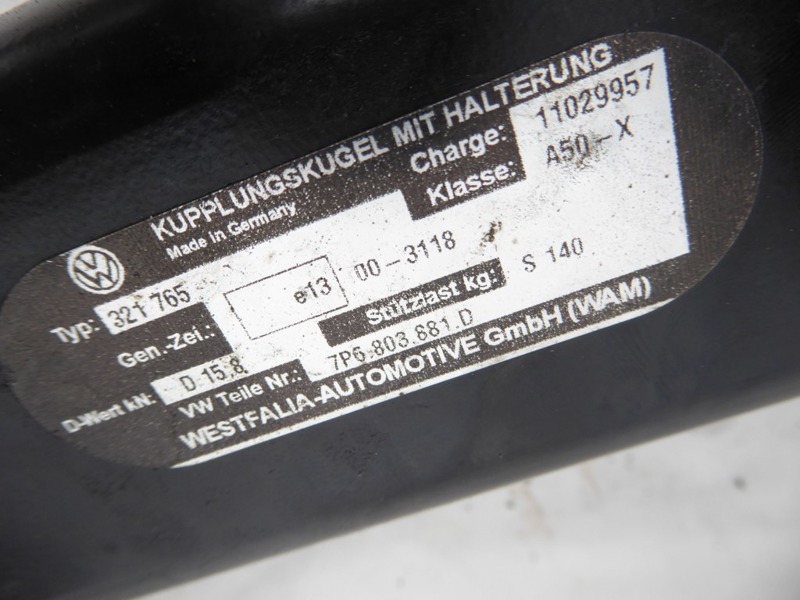 KUPPLUNGSKUGEL MIT HALTERUNG
Made in Germany
Charge: 11029957
Klasse: A50-X
Typ: 321 765
Gen.-Zei.: e13 00-3118
D-Wert kN: D 15,8
Stützlast kg: S 140
VW Teile Nr.: 7P6.803.881.D
WESTFALIA-AUTOMOTIVE GmbH (WAM)